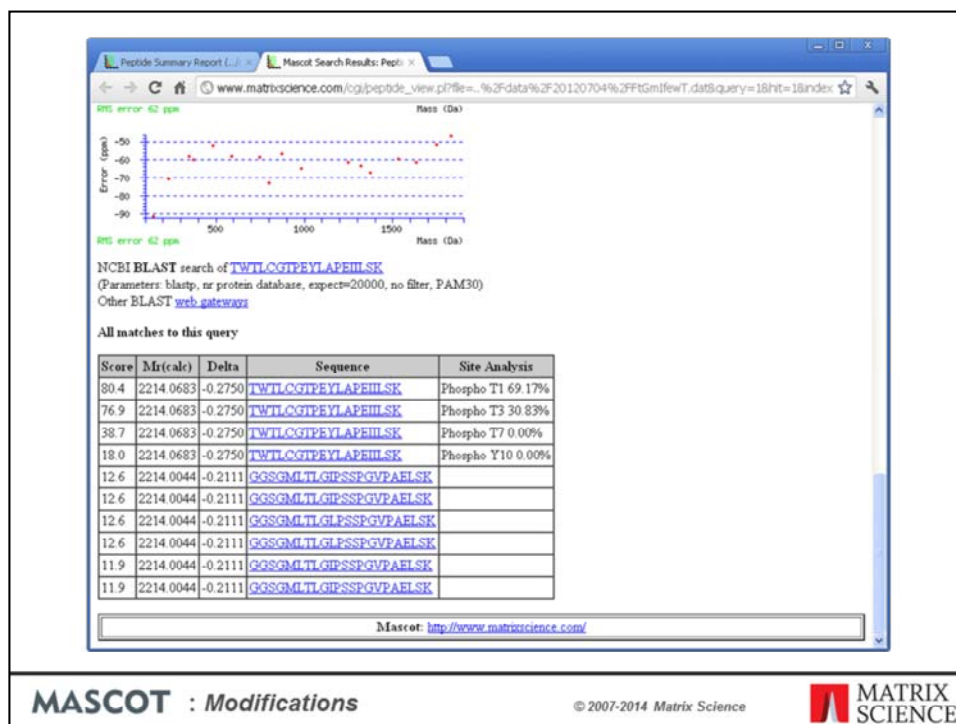 Peptide Summary Report (../c
Mascot Search Results: Pepti
www.matrixscience.com/cgi/peptide_view.pl?file=..%2Fdata%2F20120704%2FFtGmIfewT.dat&query=1&hit=1&index
RMS error 62 ppm Mass (Da)
Error (ppm)
-50
-60
-70
-80
-90
500 1000 1500
RMS error 62 ppm Mass (Da)
NCBI BLAST search of TWTLCGTPEYLAPEIILSK
(Parameters: blastp, nr protein database, expect=20000, no filter, PAM30)
Other BLAST web gateways
All matches to this query
Score Mr(calc) Delta Sequence Site Analysis
80.4 2214.0683 -0.2750 TWTLCGTPEYLAPEIILSK Phospho T1 69.17%
76.9 2214.0683 -0.2750 TWTLCGTPEYLAPEIILSK Phospho T3 30.83%
38.7 2214.0683 -0.2750 TWTLCGTPEYLAPEIILSK Phospho T7 0.00%
18.0 2214.0683 -0.2750 TWTLCGTPEYLAPEIILSK Phospho Y10 0.00%
12.6 2214.0044 -0.2111 GGSGMLTLGIPSSPGVPAELSK
12.6 2214.0044 -0.2111 GGSGMLTLGIPSSPGVPAELSK
12.6 2214.0044 -0.2111 GGSGMLTLGLPSSPGVPAELSK
12.6 2214.0044 -0.2111 GGSGMLTLGLPSSPGVPAELSK
11.9 2214.0044 -0.2111 GGSGMLTLGIPSSPGVPAELSK
11.9 2214.0044 -0.2111 GGSGMLTLGIPSSPGVPAELSK
Mascot: http://www.matrixscience.com/
MASCOT : Modifications
© 2007-2014 Matrix Science
MATRIX
SCIENCE